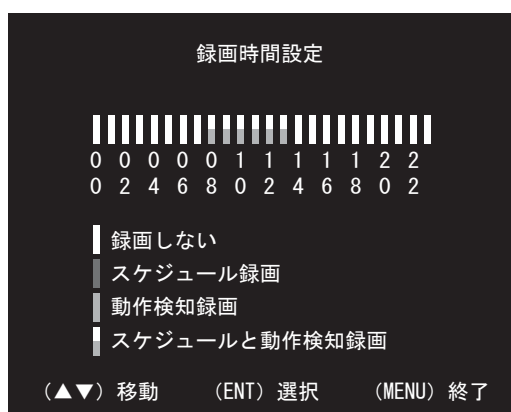 録画時間設定
0 0 0 0 0 1 1 1 1 1 2 2
0 2 4 6 8 0 2 4 6 8 0 2
録画しない
スケジュール録画
動作検知録画
スケジュールと動作検知録画
(▲▼) 移動 (ENT) 選択 (MENU) 終了